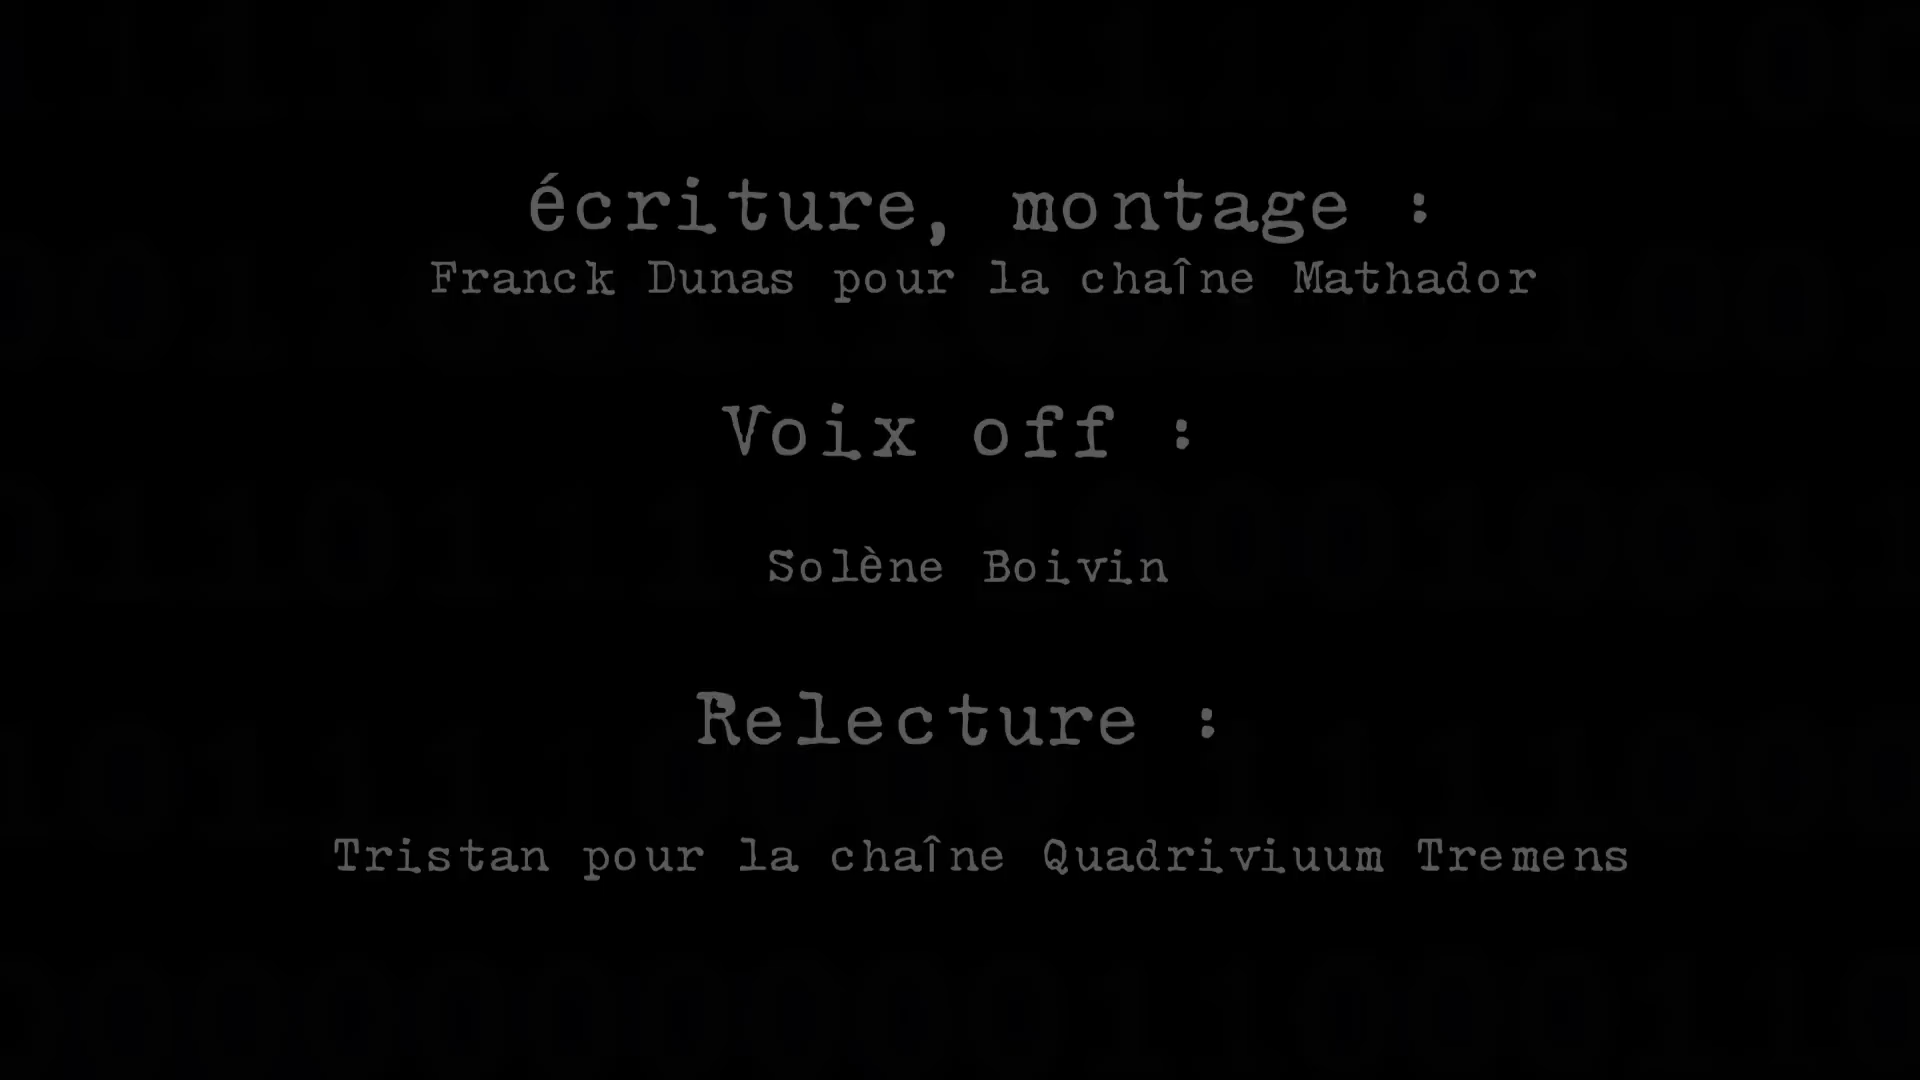 écriture, montage :
Franck Dunas pour la chaîne Mathador
Voix off :
Solène Boivin
Relecture :
Tristan pour la chaîne Quadriviuum Tremens